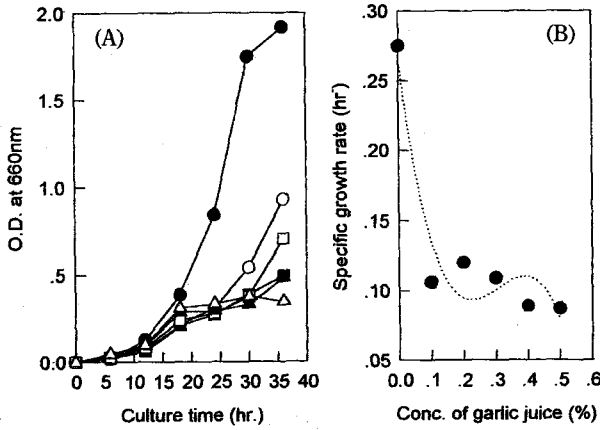 (A)
O.D. at 660nm
2.0
1.5
1.0
.5
0.0
0 5 10 15 20 25 30 35 40
Culture time (hr.)
(B)
Specific growth rate (hr⁻)
.30
.25
.20
.15
.10
.05
0.0 .1 .2 .3 .4 .5 .6
Conc. of garlic juice (%)